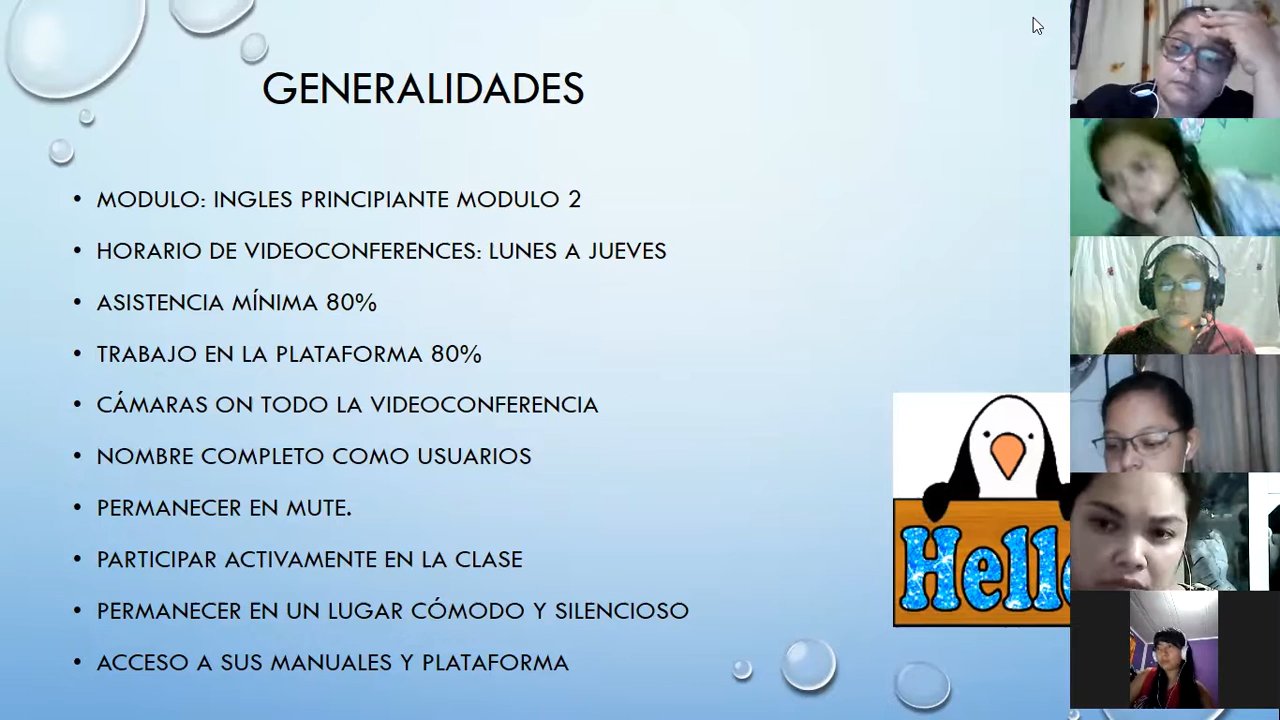 GENERALIDADES
• MODULO: INGLES PRINCIPIANTE MODULO 2
• HORARIO DE VIDEOCONFERENCES: LUNES A JUEVES
• ASISTENCIA MÍNIMA 80%
• TRABAJO EN LA PLATAFORMA 80%
• CÁMARAS ON TODO LA VIDEOCONFERENCIA
• NOMBRE COMPLETO COMO USUARIOS
• PERMANECER EN MUTE.
• PARTICIPAR ACTIVAMENTE EN LA CLASE
• PERMANECER EN UN LUGAR CÓMODO Y SILENCIOSO
• ACCESO A SUS MANUALES Y PLATAFORMA
Hello